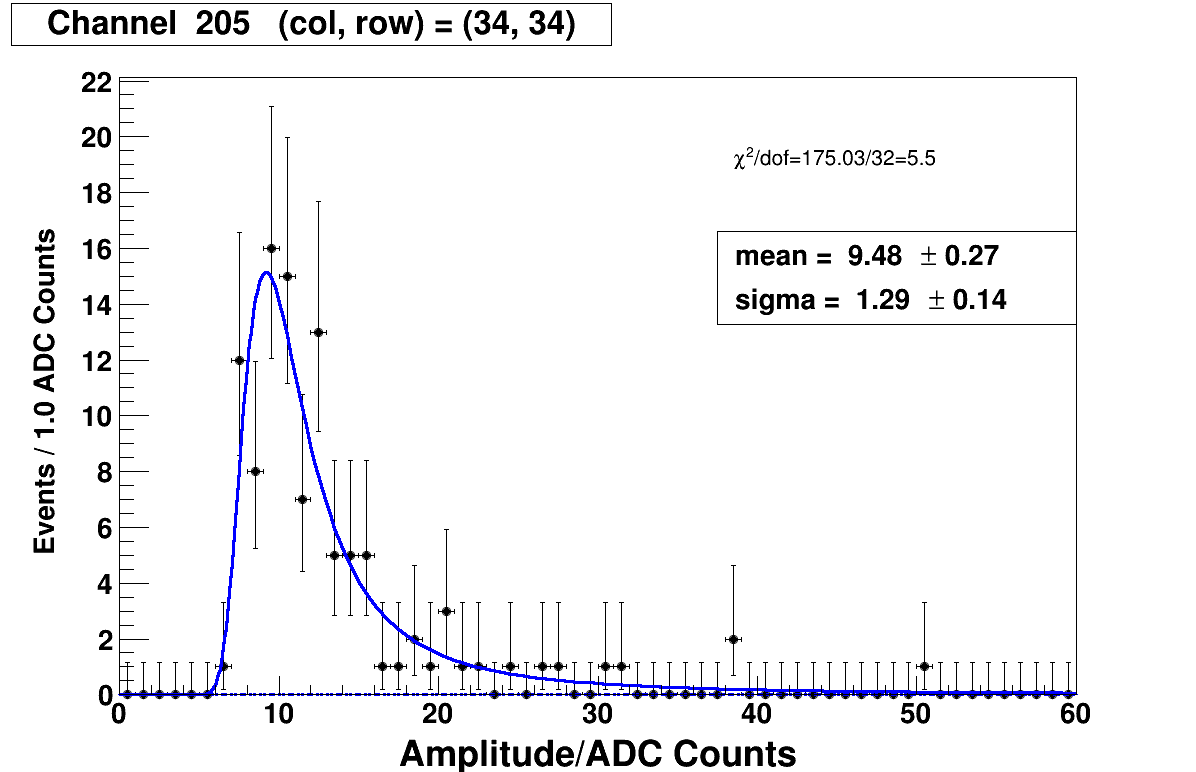 Channel 205 (col, row) = (34, 34)
22
20
18
16
14
12
10
8
6
4
2
0
Events / 1.0 ADC Counts
χ²/dof=175.03/32=5.5
mean = 9.48 ± 0.27
sigma = 1.29 ± 0.14
0 10 20 30 40 50 60
Amplitude/ADC Counts